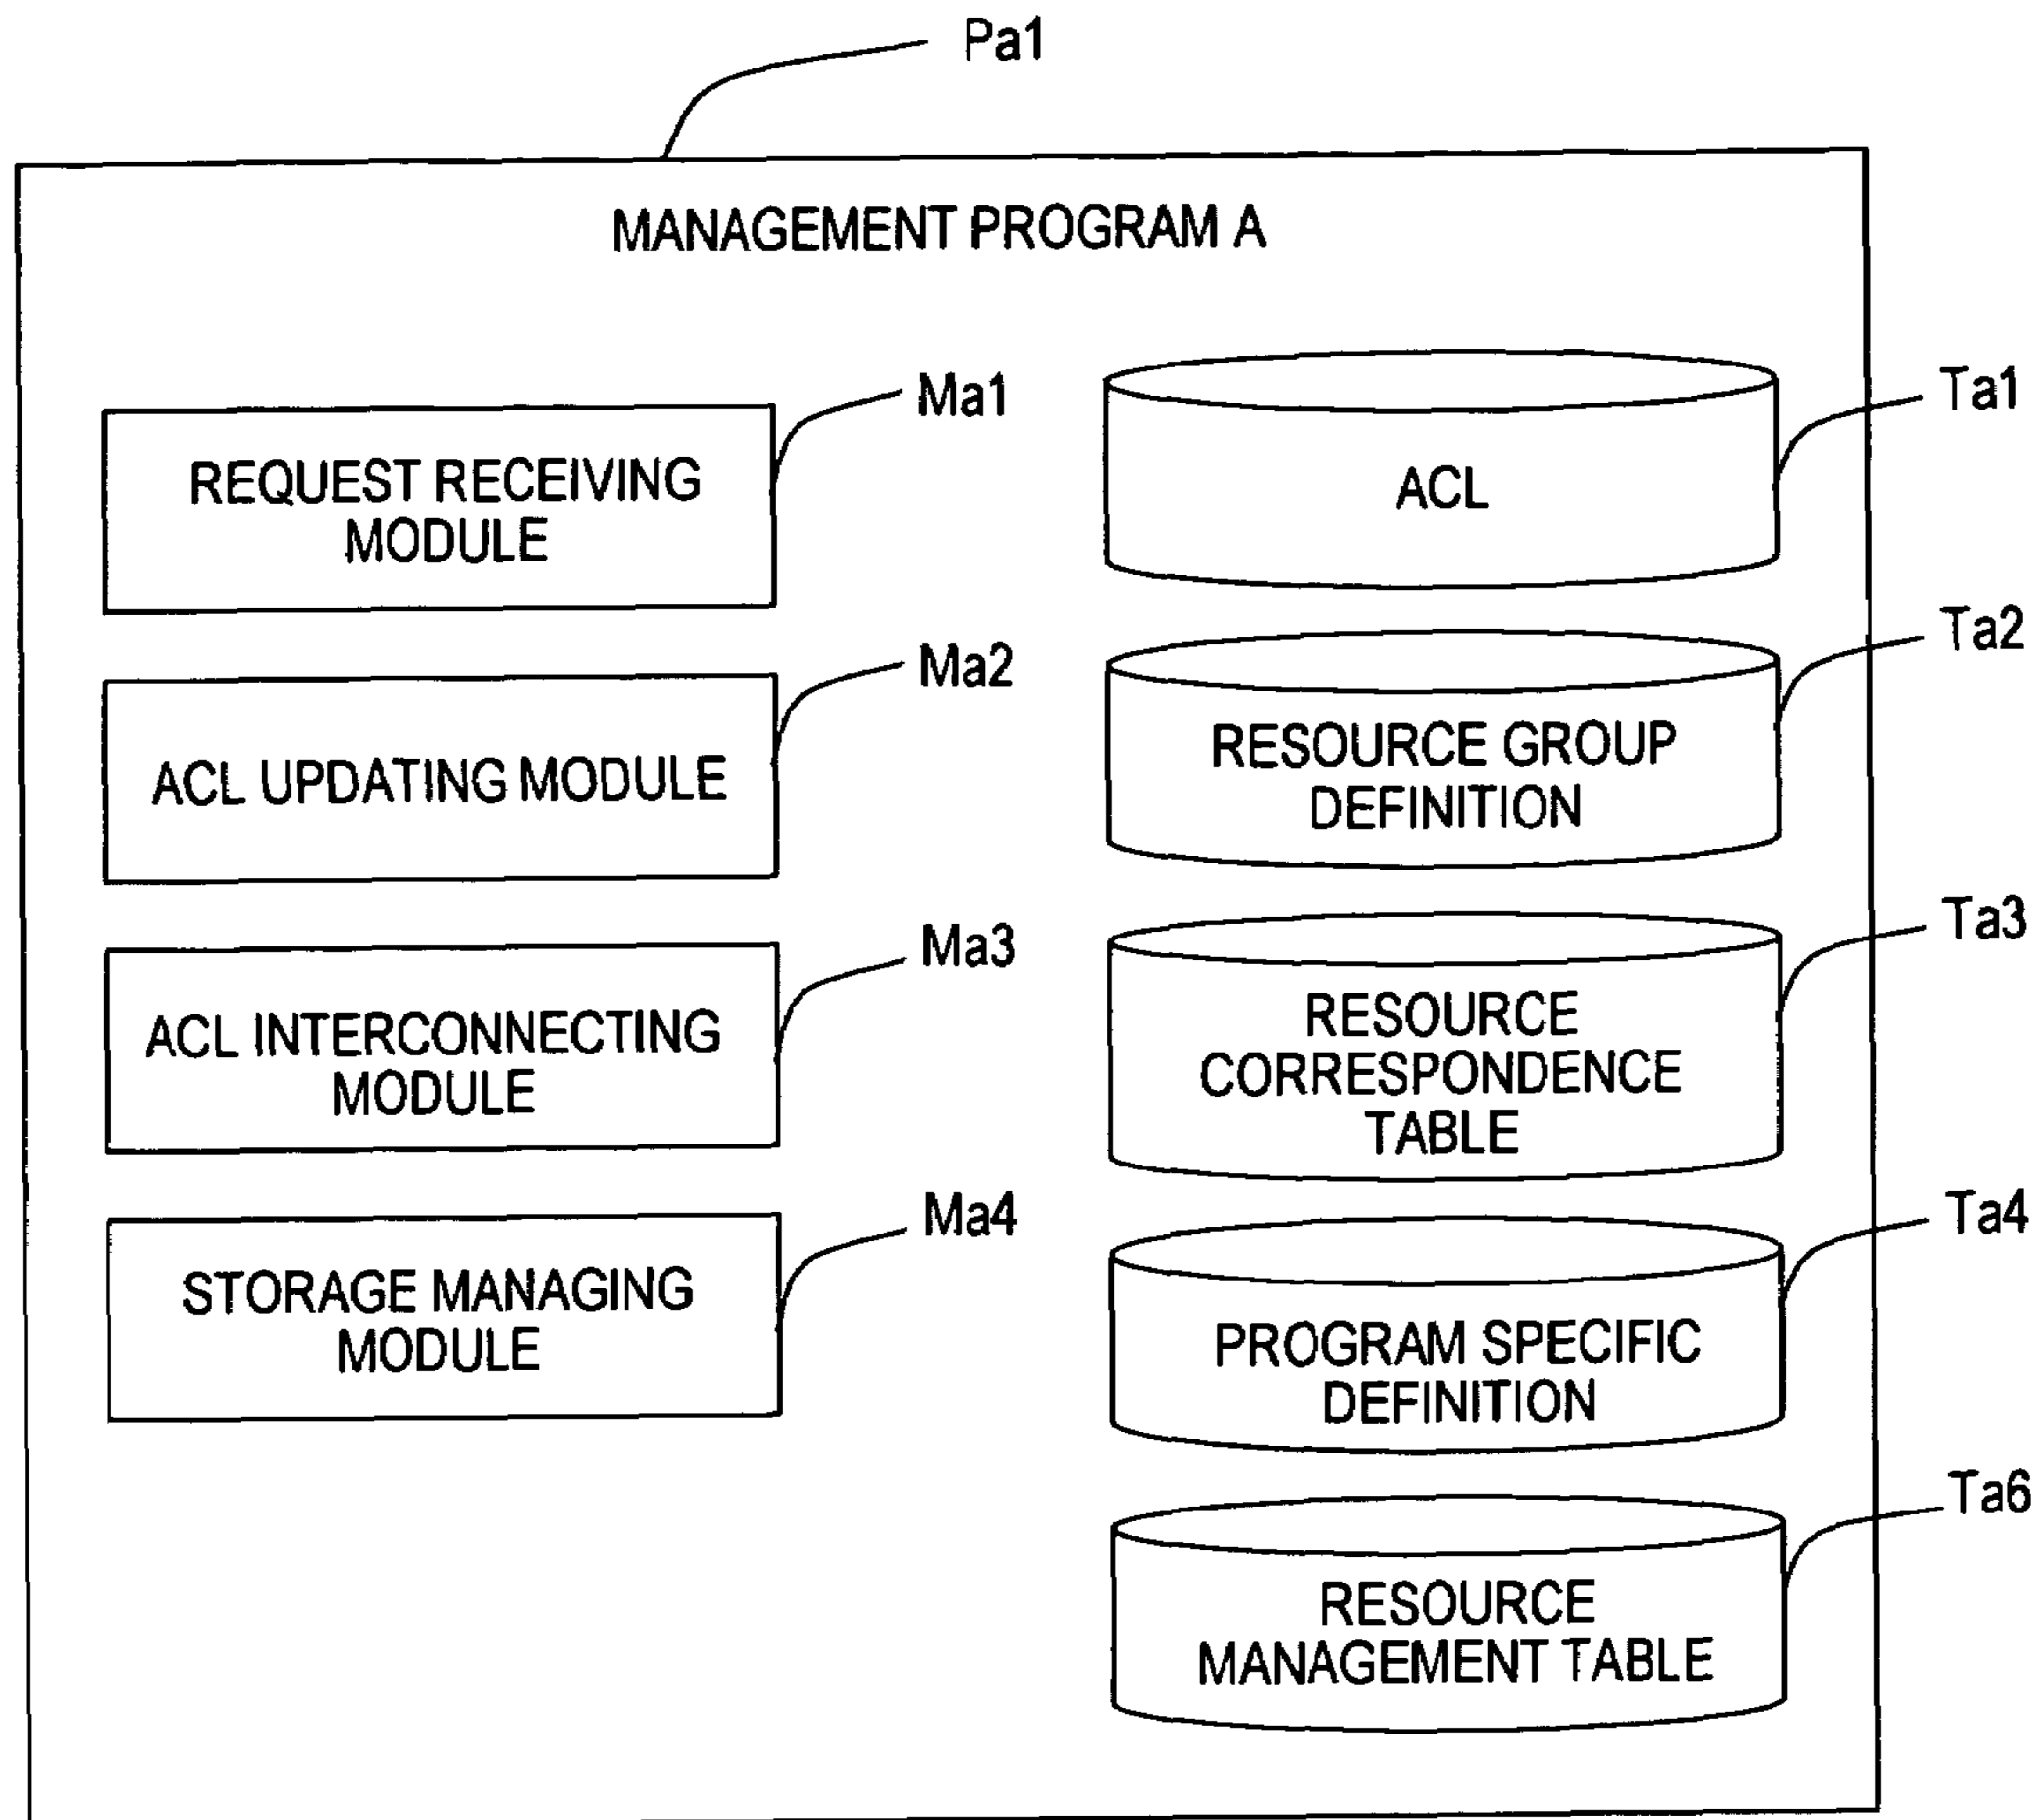 Pa1
MANAGEMENT PROGRAM A
Ma1
REQUEST RECEIVING
MODULE
Ma2
ACL UPDATING MODULE
Ma3
ACL INTERCONNECTING
MODULE
Ma4
STORAGE MANAGING
MODULE
Ta1
ACL
Ta2
RESOURCE GROUP
DEFINITION
Ta3
RESOURCE
CORRESPONDENCE
TABLE
Ta4
PROGRAM SPECIFIC
DEFINITION
Ta6
RESOURCE
MANAGEMENT TABLE